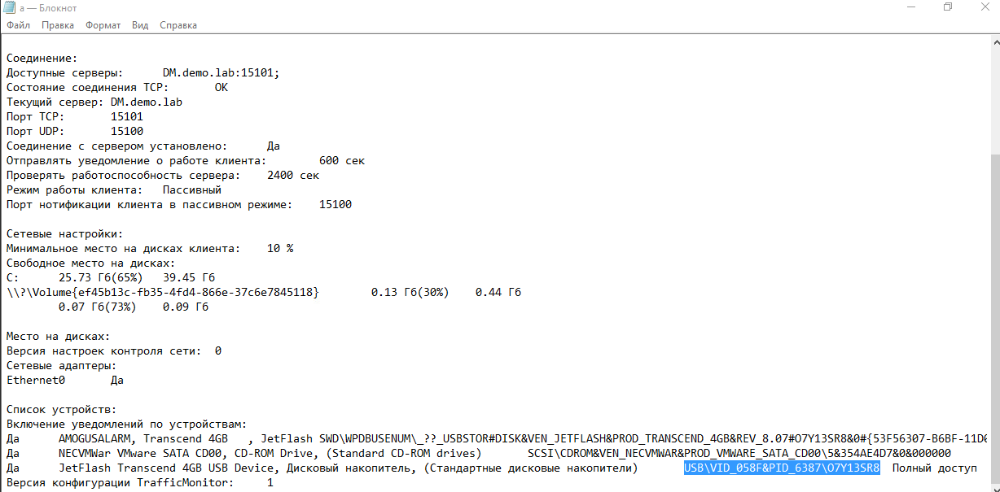 а — Блокнот
Файл Правка Формат Вид Справка
Соединение:
Доступные серверы: DM.demo.lab:15101;
Состояние соединения TCP: OK
Текущий сервер: DM.demo.lab
Порт TCP: 15101
Порт UDP: 15100
Соединение с сервером установлено: Да
Отправлять уведомление о работе клиента: 600 сек
Проверять работоспособность сервера: 2400 сек
Режим работы клиента: Пассивный
Порт нотификации клиента в пассивном режиме: 15100
Сетевые настройки:
Минимальное место на дисках клиента: 10 %
Свободное место на дисках:
C: 25.73 Гб(65%) 39.45 Гб
\\?\Volume{ef45b13c-fb35-4fd4-866e-37c6e7845118} 0.13 Гб(30%) 0.44 Гб
0.07 Гб(73%) 0.09 Гб
Место на дисках:
Версия настроек контроля сети: 0
Сетевые адаптеры:
Ethernet0 Да
Список устройств:
Включение уведомлений по устройствам:
Да AMOGUSALARM, Transcend 4GB , JetFlash SWD\WPDBUSENUM\_??_USBSTOR#DISK&VEN_JETFLASH&PROD_TRANSCEND_4GB&REV_8.07#O7Y13SR8&0#{53F56307-B6BF-11D0
Да NECVMWar VMware SATA CD00, CD-ROM Drive, (Standard CD-ROM drives) SCSI\CDROM&VEN_NECVMWAR&PROD_VMWARE_SATA_CD00\5&354AE4D7&0&000000
Да JetFlash Transcend 4GB USB Device, Дисковый накопитель, (Стандартные дисковые накопители) USB\VID_058F&PID_6387\O7Y13SR8 Полный доступ
Версия конфигурации TrafficMonitor: 1